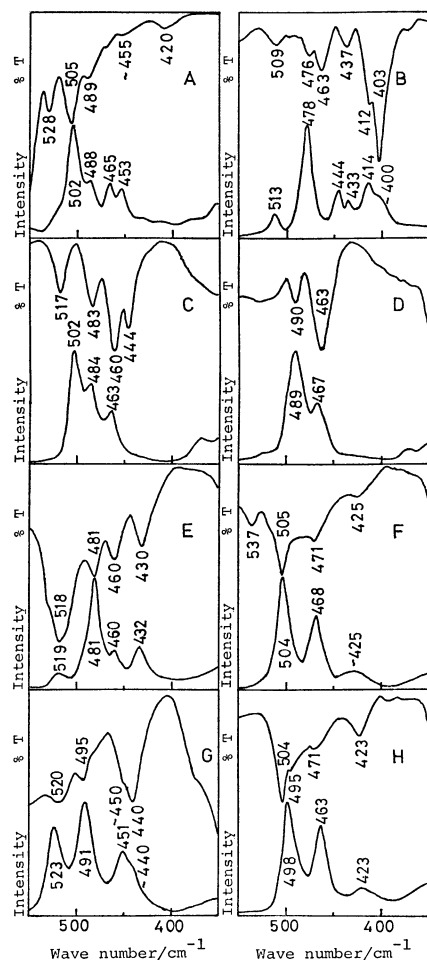 % T
Intensity
A
528
505
489
~455
420
502
488
465
453
% T
Intensity
B
509
476
463
437
412
403
513
478
444
433
414
~400
% T
Intensity
C
517
483
460
444
502
484
463
% T
Intensity
D
490
463
489
467
% T
Intensity
E
518
481
460
430
519
481
460
432
% T
Intensity
F
537
505
471
425
504
468
~425
% T
Intensity
G
520
495
~450
440
523
491
451
~440
% T
Intensity
H
504
495
471
423
498
463
423
500 400
500 400
Wave number/cm⁻¹
Wave number/cm⁻¹